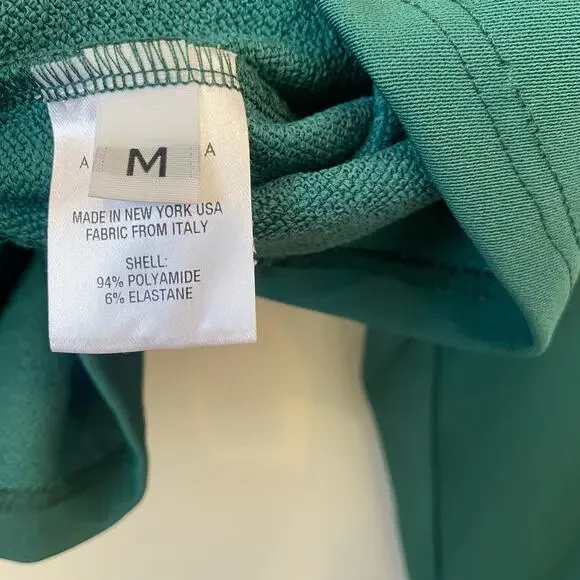 A M A
MADE IN NEW YORK USA
FABRIC FROM ITALY
SHELL:
94% POLYAMIDE
6% ELASTANE